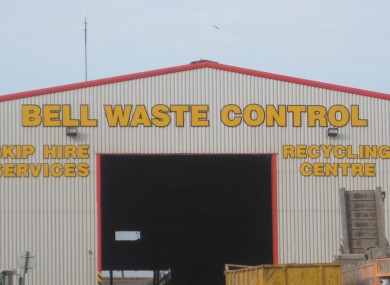 BELL WASTE CONTROL
SKIP HIRE
SERVICES
RECYCLING
CENTRE